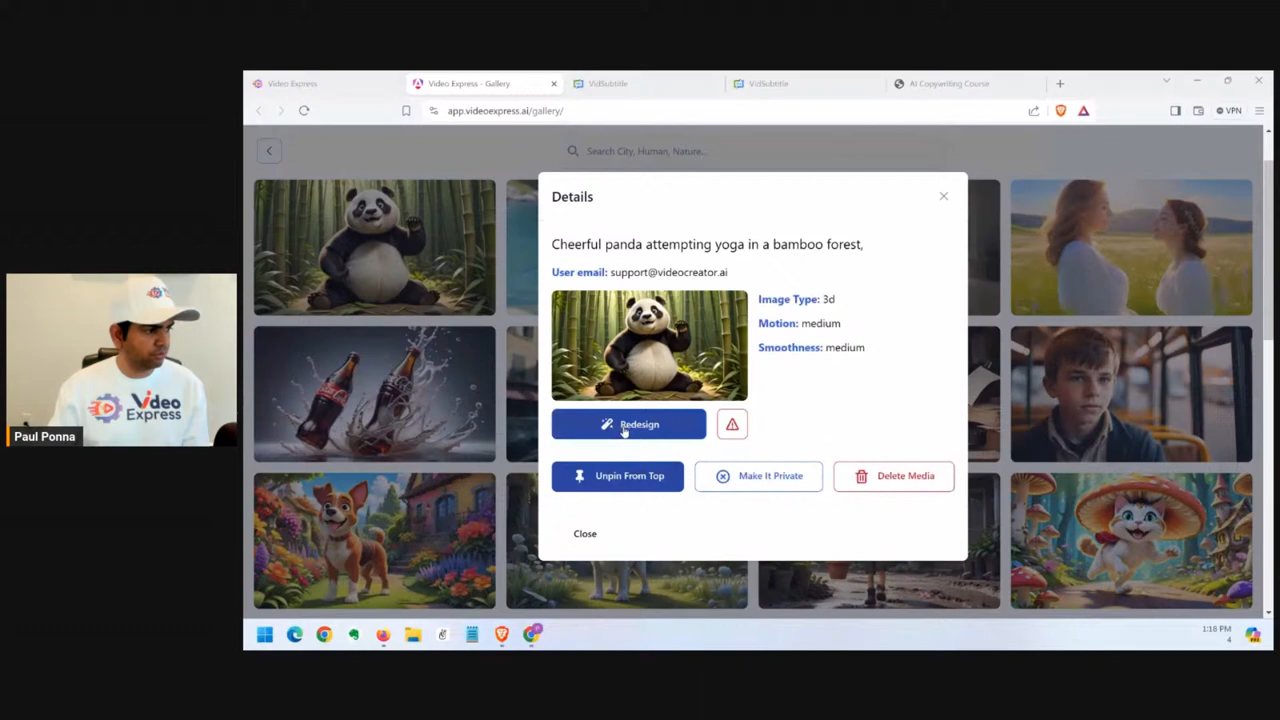 Video Express
Video Express - Gallery
VidSubtitle
VidSubtitle
AI Copywriting Course
app.videoexpress.ai/gallery/
VPN
Search City, Human, Nature...
Details
Cheerful panda attempting yoga in a bamboo forest,
User email: support@videocreator.ai
Image Type: 3d
Motion: medium
Smoothness: medium
Redesign
Unpin From Top
Make It Private
Delete Media
Close
Video
Express
Paul Ponna
1:18 PM
4